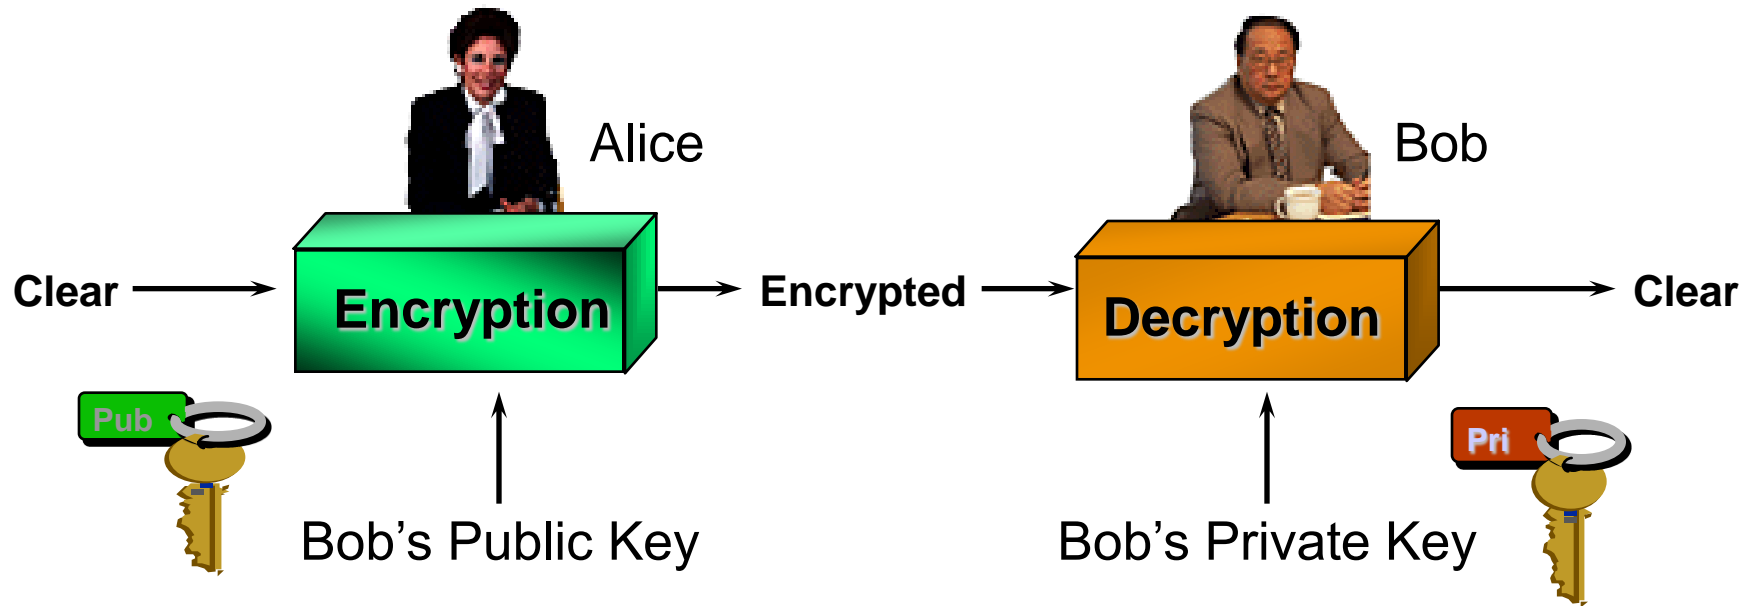 Alice
Bob
Clear
Encryption
Encrypted
Decryption
Clear
Pub
Pri
Bob’s Public Key
Bob’s Private Key